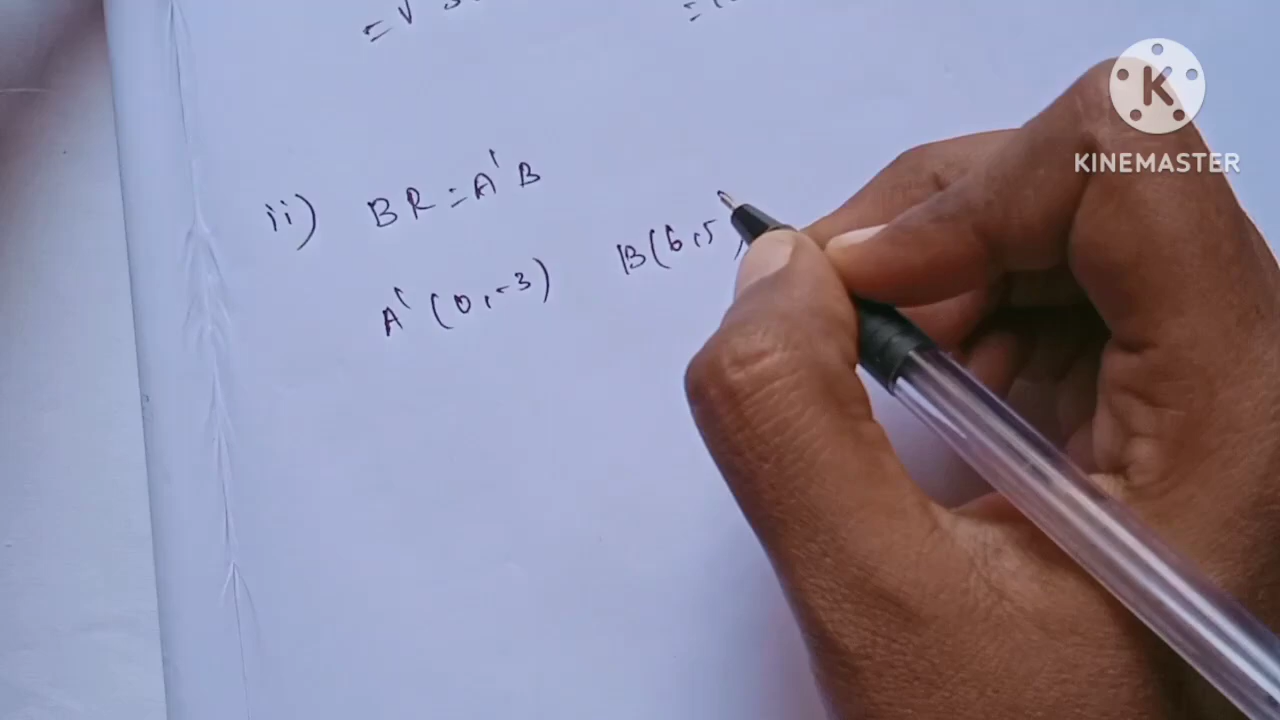 =√
KINEMASTER
ii) BR = A'B
A' (0,-3) B(6,5)